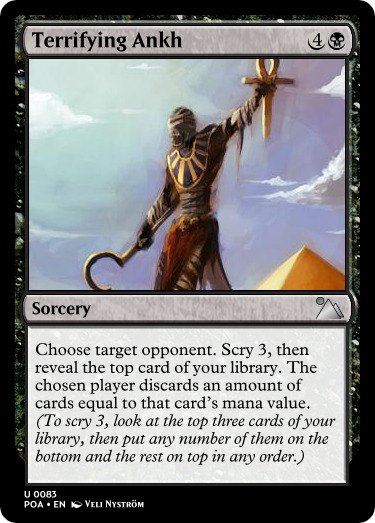 Terrifying Ankh 4
Sorcery
Choose target opponent. Scry 3, then
reveal the top card of your library. The
chosen player discards an amount of
cards equal to that card's mana value.
(To scry 3, look at the top three cards of your
library, then put any number of them on the
bottom and the rest on top in any order.)
U 0083
POA • EN VELI NYSTRÖM